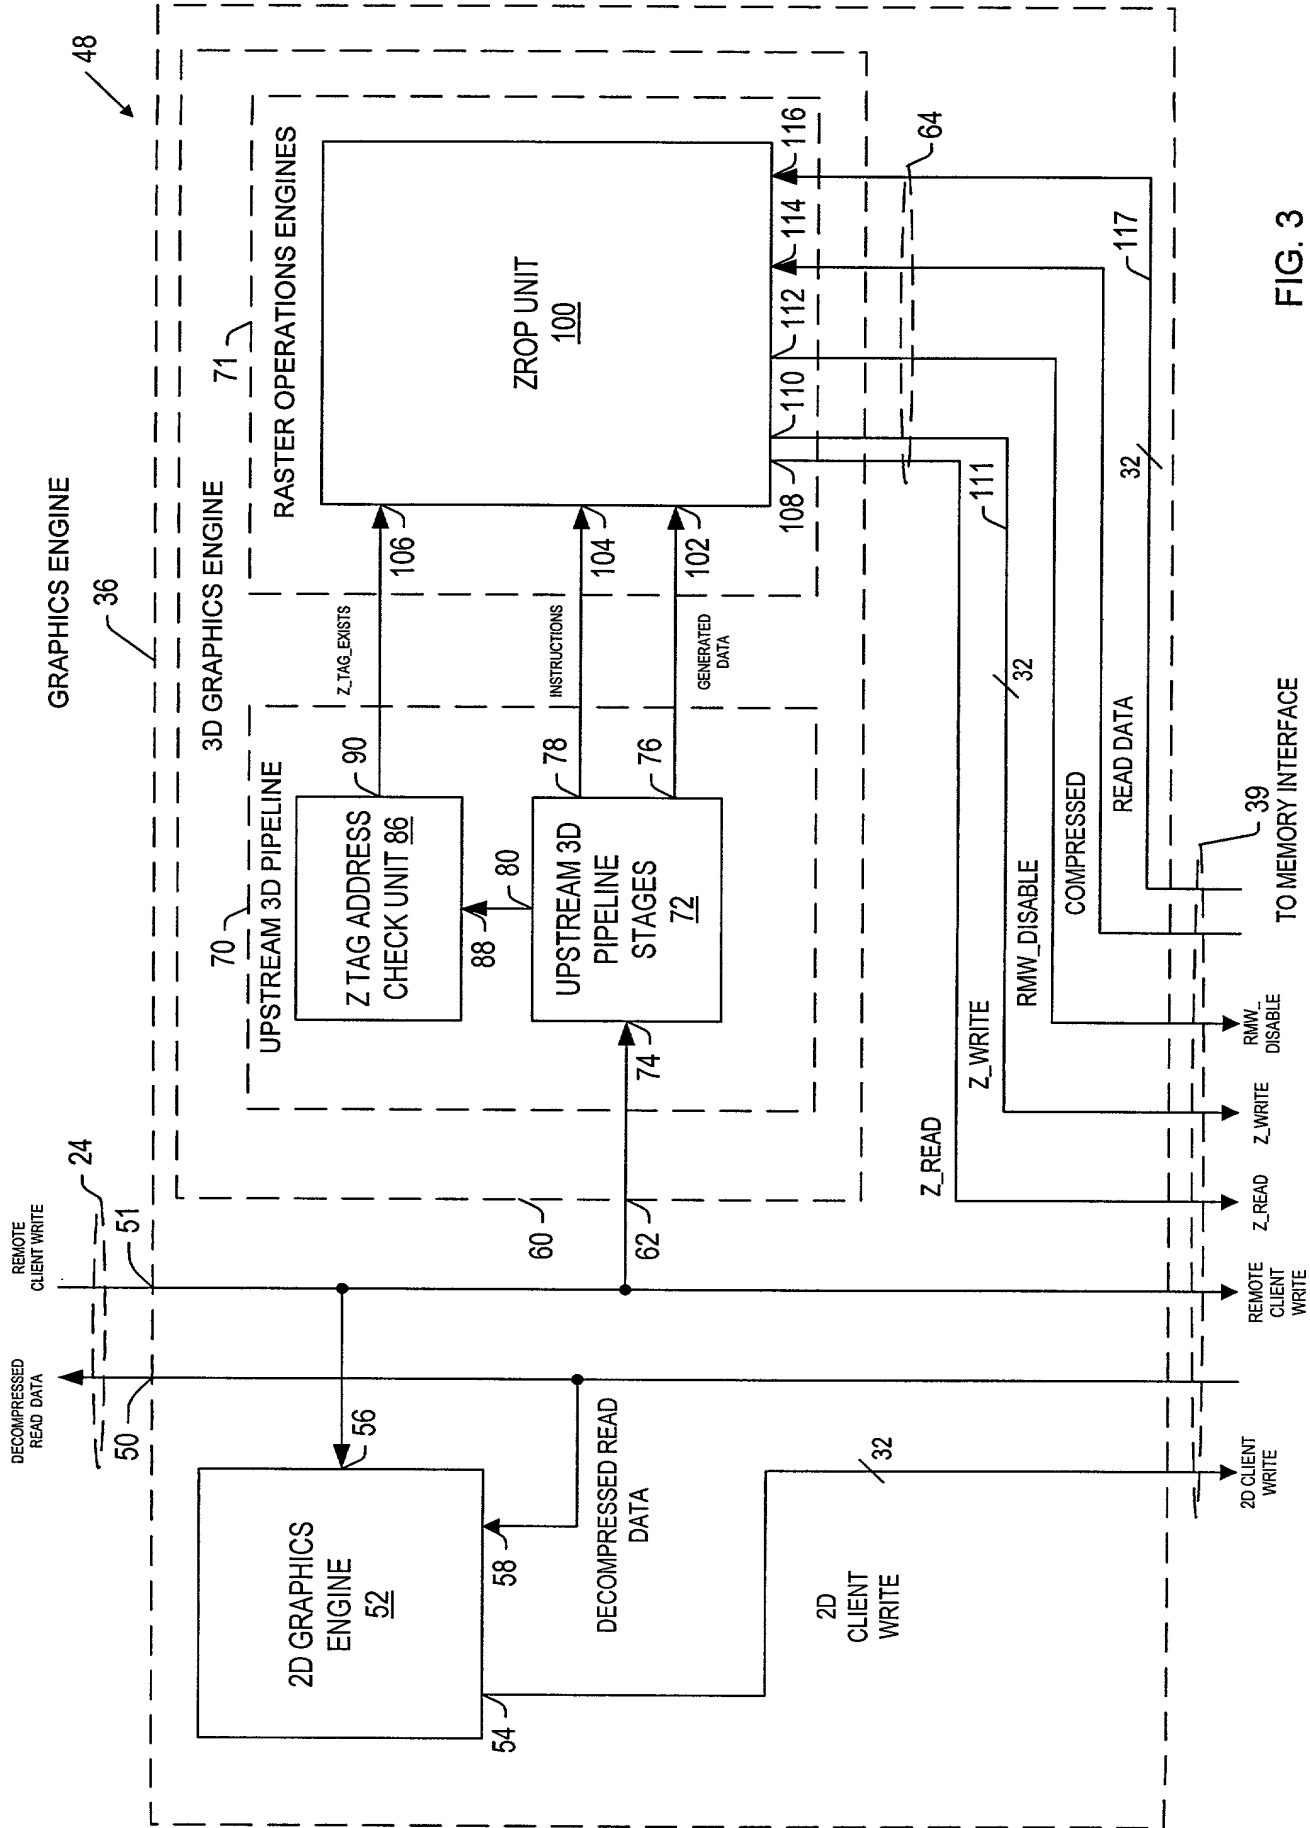 GRAPHICS ENGINE
36
48
DECOMPRESSED
READ DATA
REMOTE
CLIENT WRITE
24
50
51
3D GRAPHICS ENGINE
60
62
2D GRAPHICS
ENGINE
52
54
56
58
DECOMPRESSED READ
DATA
2D
CLIENT
WRITE
32
UPSTREAM 3D PIPELINE
70
Z TAG ADDRESS
CHECK UNIT 86
88
90
80
UPSTREAM 3D
PIPELINE
STAGES
72
74
76
78
Z_TAG_EXISTS
INSTRUCTIONS
GENERATED
DATA
71
RASTER OPERATIONS ENGINES
ZROP UNIT
100
106
104
102
108
110
112
114
116
64
111
117
Z_READ
Z_WRITE
32
RMW_DISABLE
COMPRESSED
READ DATA
32
39
2D CLIENT
WRITE
REMOTE
CLIENT
WRITE
Z_READ
Z_WRITE
RMW_
DISABLE
TO MEMORY INTERFACE
FIG. 3